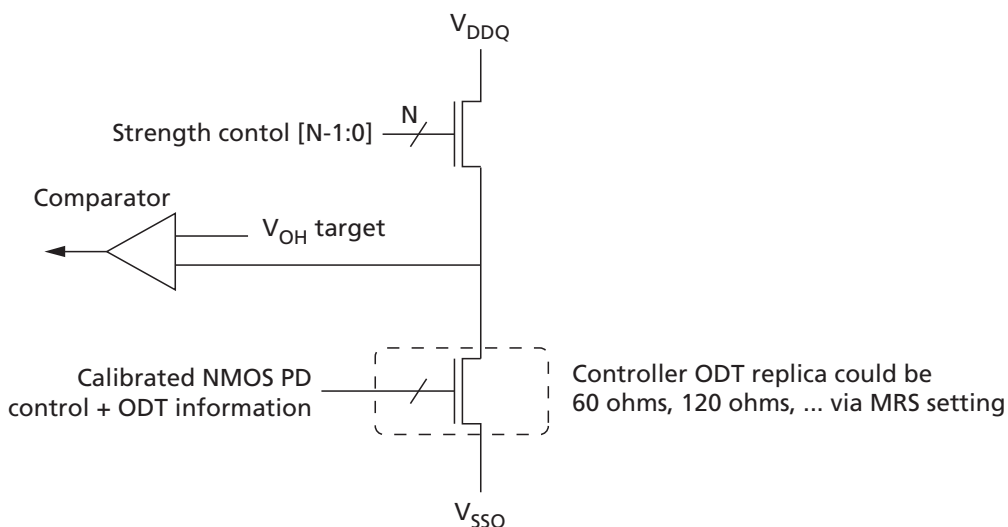 VDDQ
N
Strength contol [N-1:0]
Comparator
VOH target
Calibrated NMOS PD
control + ODT information
Controller ODT replica could be
60 ohms, 120 ohms, ... via MRS setting
VSSQ